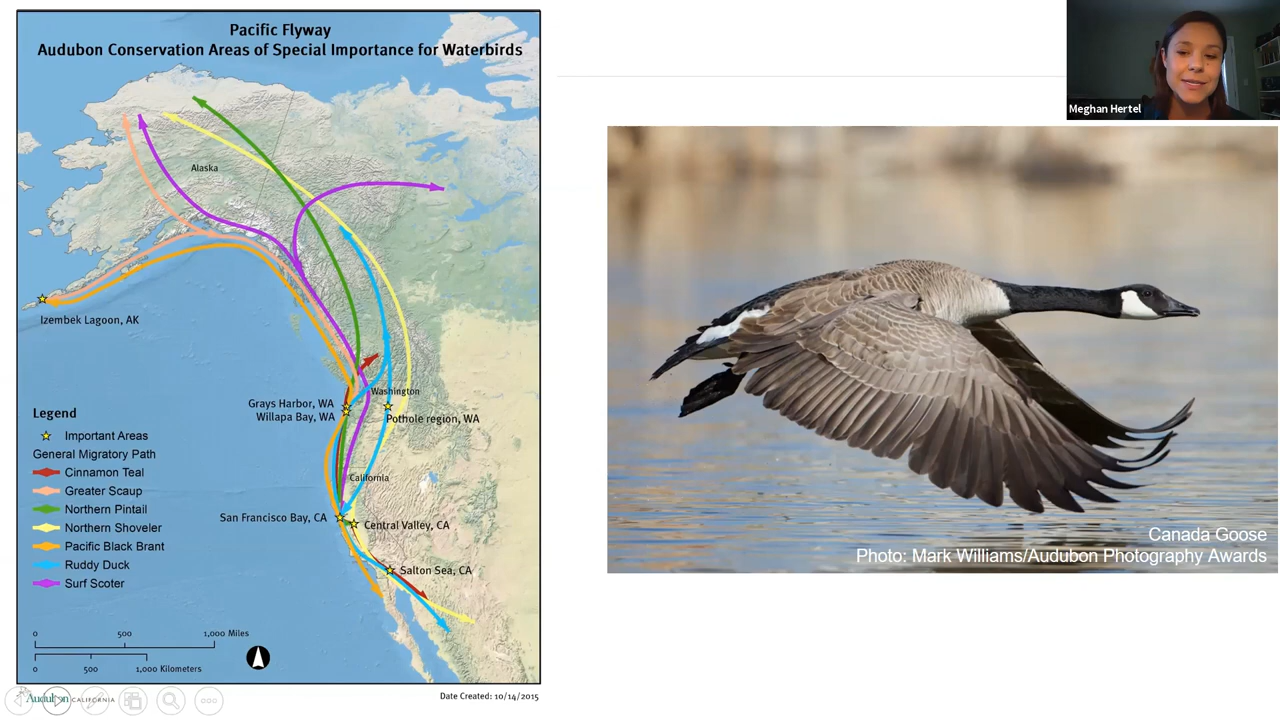 Pacific Flyway
Audubon Conservation Areas of Special Importance for Waterbirds
Meghan Hertel
Alaska
Izembek Lagoon, AK
Washington
Grays Harbor, WA
Willapa Bay, WA
Pothole region, WA
California
San Francisco Bay, CA
Central Valley, CA
Salton Sea, CA
Legend
Important Areas
General Migratory Path
Cinnamon Teal
Greater Scaup
Northern Pintail
Northern Shoveler
Pacific Black Brant
Ruddy Duck
Surf Scoter
0 500 1,000 Miles
0 500 1,000 Kilometers
Canada Goose
Photo: Mark Williams/Audubon Photography Awards
Audubon CALIFORNIA
Date Created: 10/14/2015